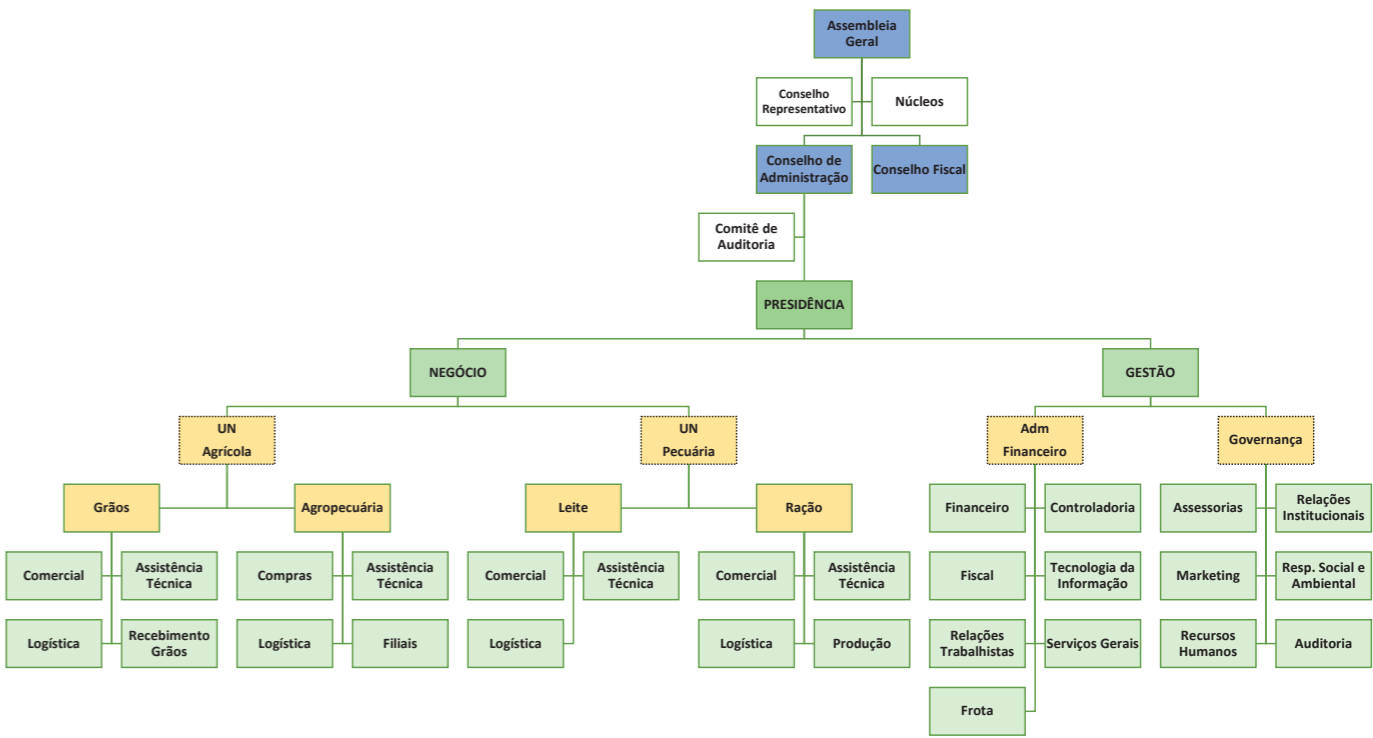 Assembleia
Geral
Conselho
Representativo
Núcleos
Conselho de
Administração
Conselho Fiscal
Comitê de
Auditoria
PRESIDÊNCIA
NEGÓCIO
GESTÃO
UN
Agrícola
UN
Pecuária
Adm
Financeiro
Governança
Grãos
Agropecuária
Leite
Ração
Financeiro
Controladoria
Assessorias
Relações
Institucionais
Comercial
Assistência
Técnica
Compras
Assistência
Técnica
Comercial
Assistência
Técnica
Comercial
Assistência
Técnica
Fiscal
Tecnologia da
Informação
Marketing
Resp. Social e
Ambiental
Logística
Recebimento
Grãos
Logística
Filiais
Logística
Logística
Produção
Relações
Trabalhistas
Serviços Gerais
Recursos
Humanos
Auditoria
Frota